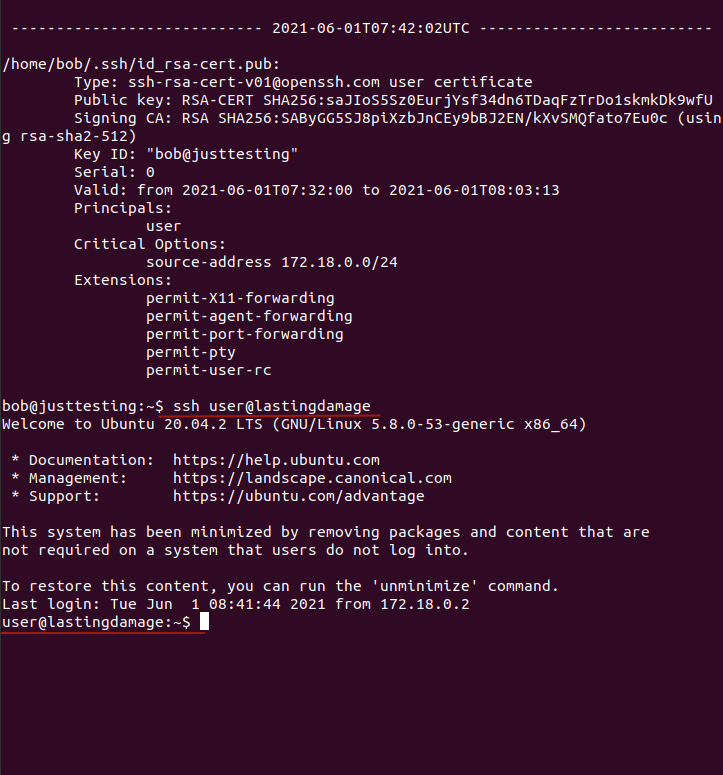 ---------------------------- 2021-06-01T07:42:02UTC --------------------------
/home/bob/.ssh/id_rsa-cert.pub:
Type: ssh-rsa-cert-v01@openssh.com user certificate
Public key: RSA-CERT SHA256:saJIoS5Sz0EurjYsf34dn6TDaqFzTrDo1skmkDk9wfU
Signing CA: RSA SHA256:SAByGG5SJ8piXzbJnCEy9bBJ2EN/kXvSMQfato7Eu0c (usin
g rsa-sha2-512)
Key ID: "bob@justtesting"
Serial: 0
Valid: from 2021-06-01T07:32:00 to 2021-06-01T08:03:13
Principals:
user
Critical Options:
source-address 172.18.0.0/24
Extensions:
permit-X11-forwarding
permit-agent-forwarding
permit-port-forwarding
permit-pty
permit-user-rc
bob@justtesting:~$ ssh user@lastingdamage
Welcome to Ubuntu 20.04.2 LTS (GNU/Linux 5.8.0-53-generic x86_64)
* Documentation:  https://help.ubuntu.com
* Management:     https://landscape.canonical.com
* Support:        https://ubuntu.com/advantage
This system has been minimized by removing packages and content that are
not required on a system that users do not log into.
To restore this content, you can run the 'unminimize' command.
Last login: Tue Jun  1 08:41:44 2021 from 172.18.0.2
user@lastingdamage:~$